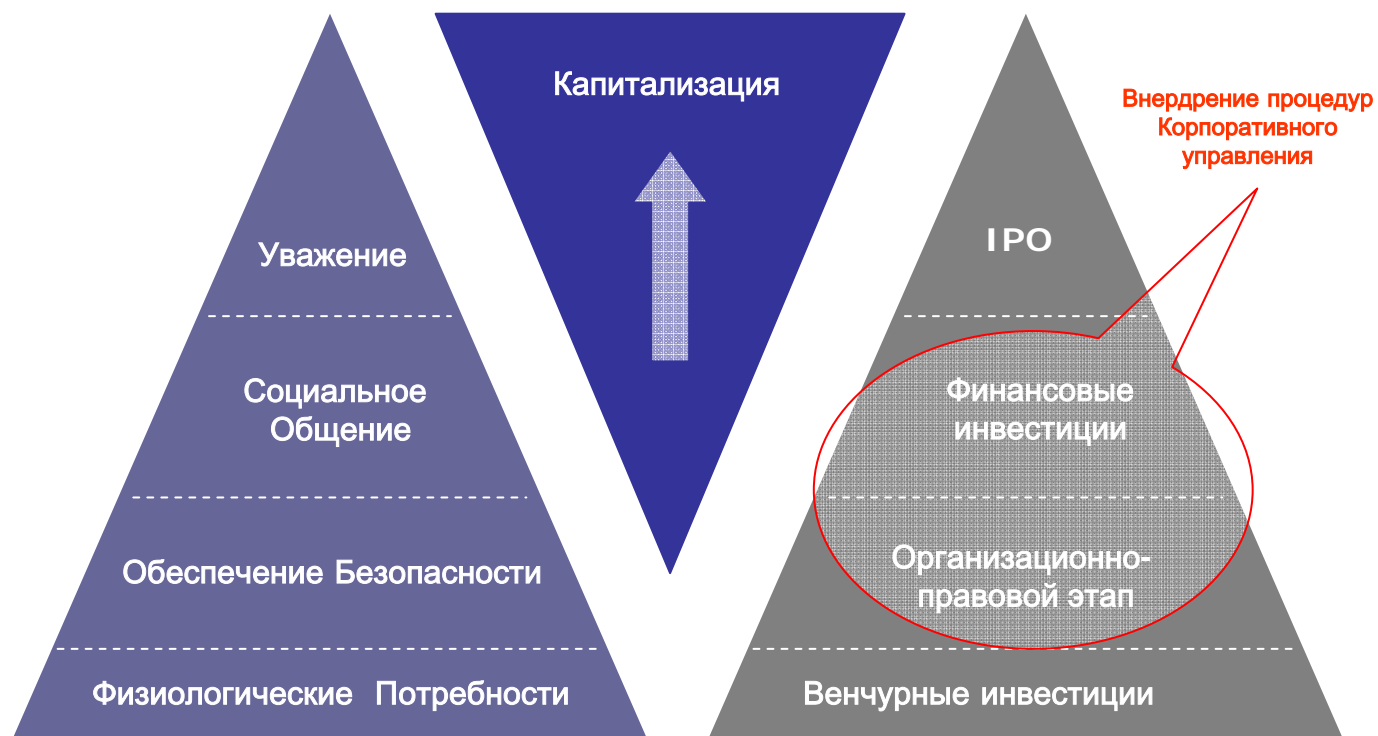 Капитализация
Внердрение процедур
Корпоративного
управления
Уважение
IPO
Социальное
Общение
Финансовые
инвестиции
Обеспечение Безопасности
Организационно-
правовой этап
Физиологические Потребности
Венчурные инвестиции